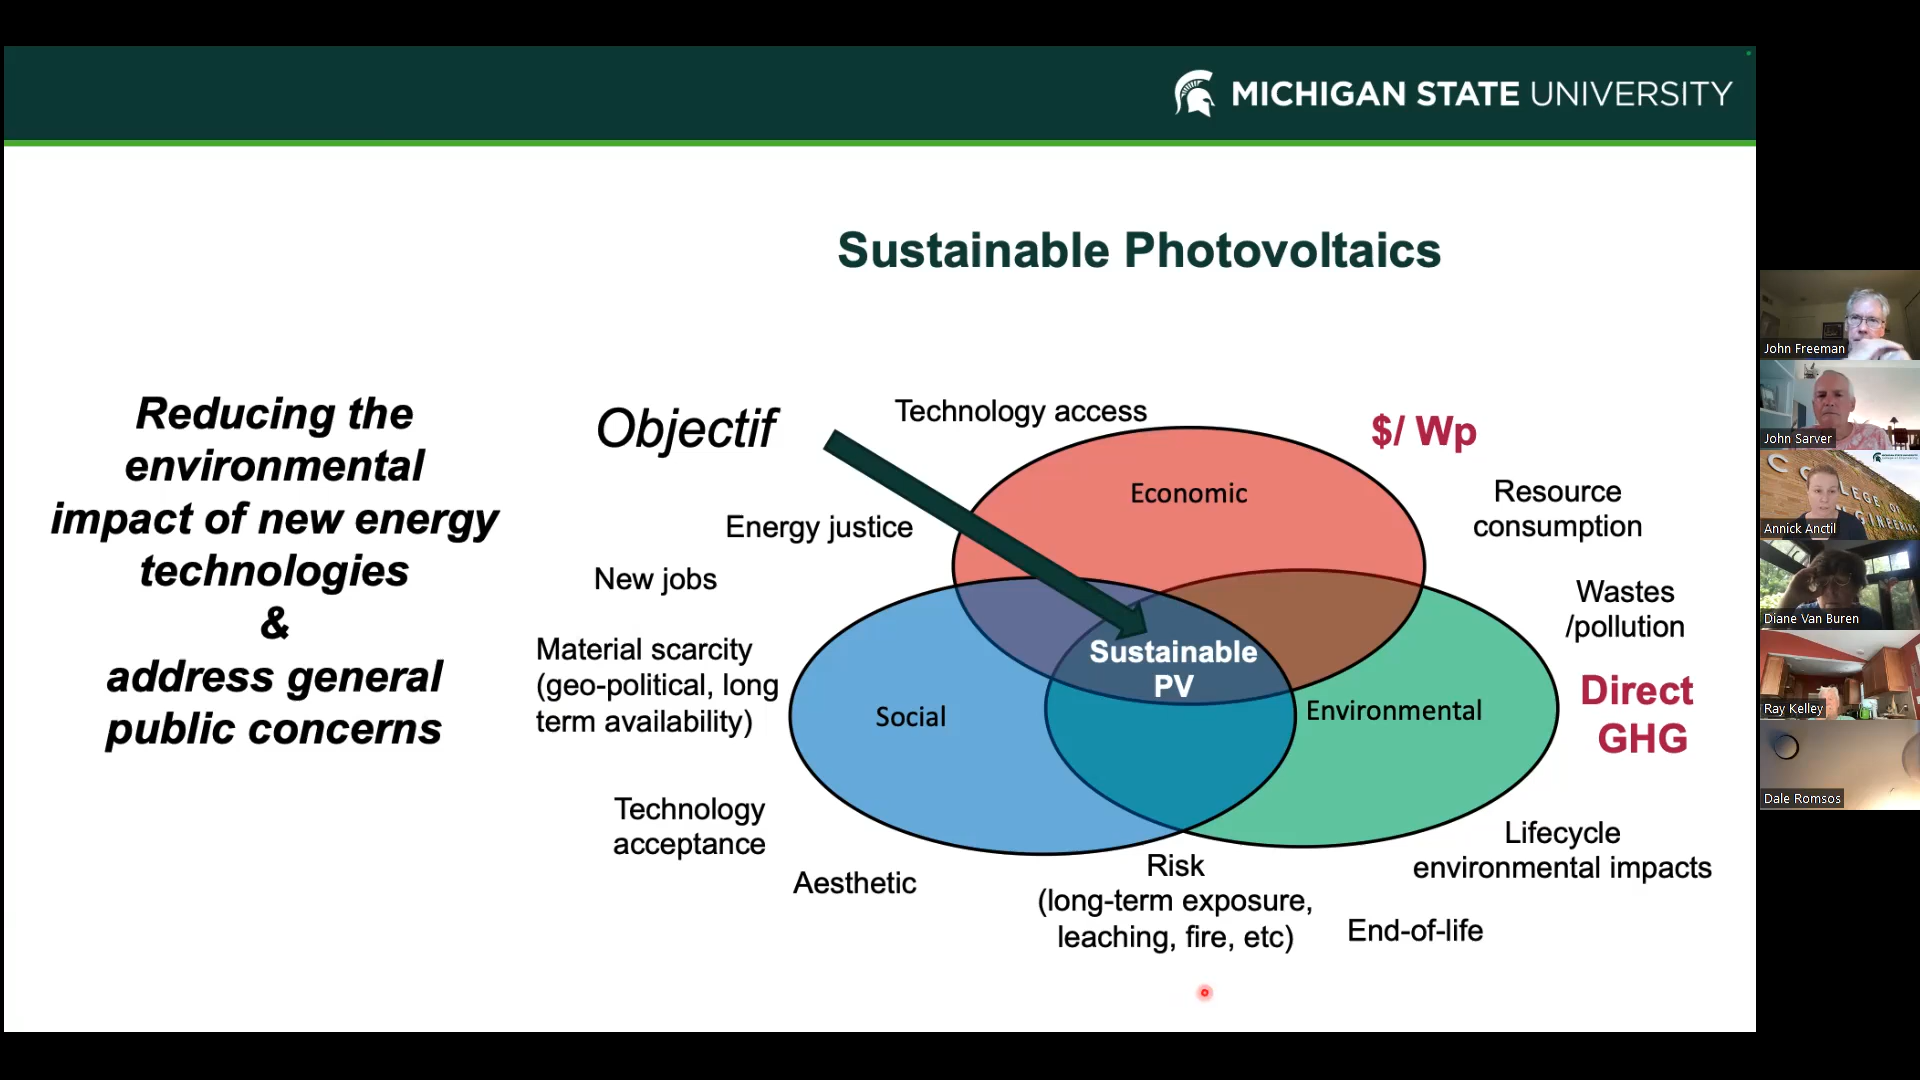 MICHIGAN STATE UNIVERSITY
Sustainable Photovoltaics
Reducing the
environmental
impact of new energy
technologies
&
address general
public concerns
Objectif
Technology access
$/ Wp
Economic
Resource
consumption
Energy justice
New jobs
Wastes
/pollution
Material scarcity
(geo-political, long
term availability)
Sustainable
PV
Social
Environmental
Direct
GHG
Technology
acceptance
Aesthetic
Risk
(long-term exposure,
leaching, fire, etc)
Lifecycle
environmental impacts
End-of-life
John Freeman
John Sarver
COLLEGE OF
ENGINEERING
Annick Anctil
Diane Van Buren
Ray Kelley
Dale Romsos